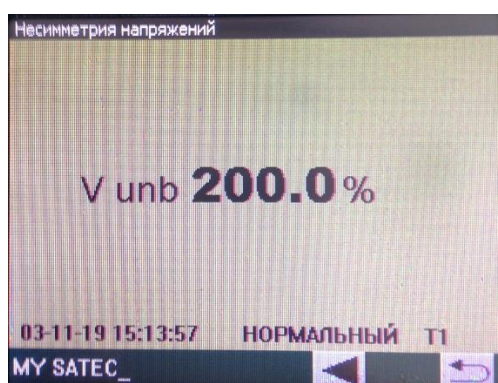 Несимметрия напряжений
V unb 200.0%
03-11-19 15:13:57 НОРМАЛЬНЫЙ T1
MY SATEC_